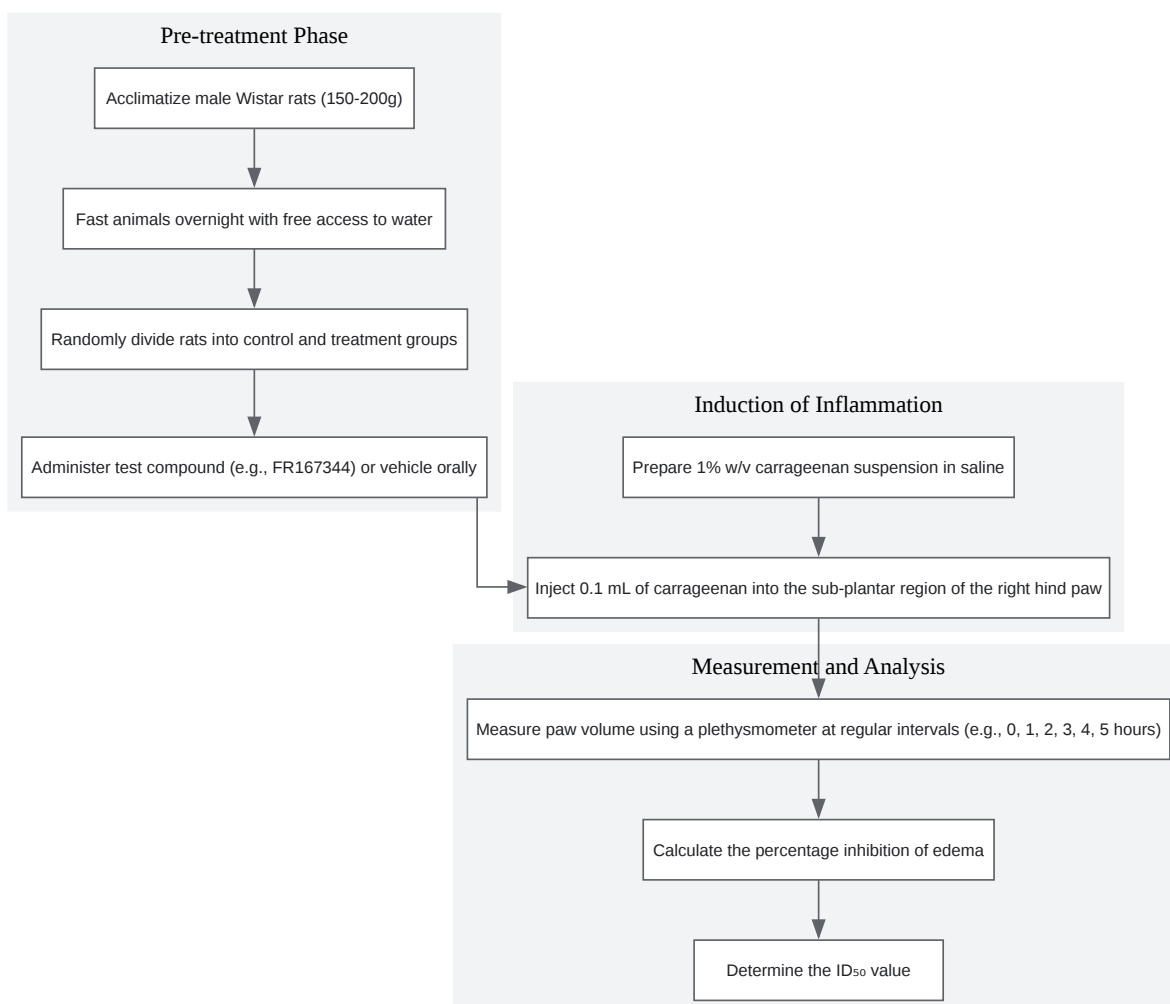 Pre-treatment Phase
Acclimatize male Wistar rats (150-200g)
Fast animals overnight with free access to water
Randomly divide rats into control and treatment groups
Administer test compound (e.g., FR167344) or vehicle orally
Induction of Inflammation
Prepare 1% w/v carrageenan suspension in saline
Inject 0.1 mL of carrageenan into the sub-plantar region of the right hind paw
Measurement and Analysis
Measure paw volume using a plethysmometer at regular intervals (e.g., 0, 1, 2, 3, 4, 5 hours)
Calculate the percentage inhibition of edema
Determine the ID₅₀ value